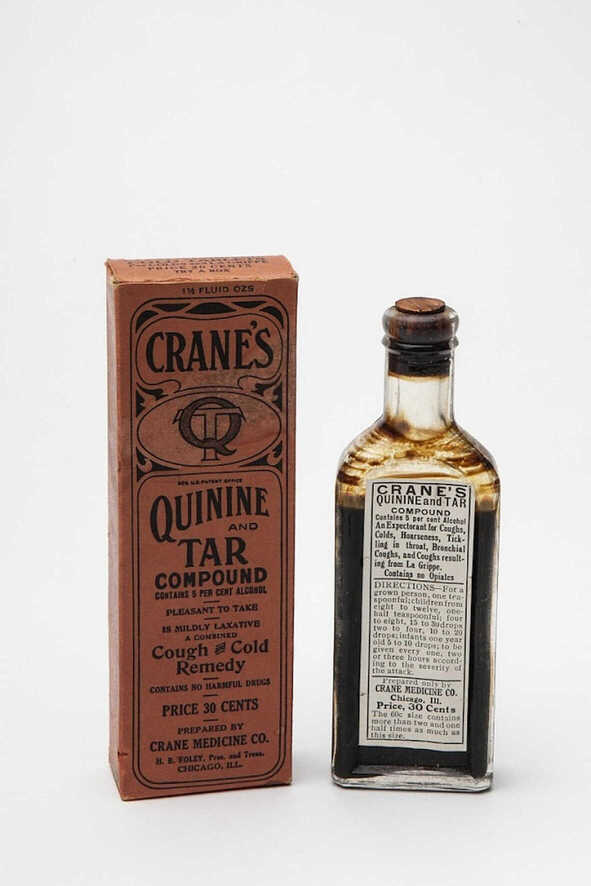 PRICE 20 CENTS
TRY A BOX
1½ FLUID OZS
CRANE'S
QT
REG. U.S. PATENT OFFICE
QUININE
AND
TAR
COMPOUND
CONTAINS 5 PER CENT ALCOHOL
PLEASANT TO TAKE
IS MILDLY LAXATIVE
A COMBINED
Cough and Cold
Remedy
CONTAINS NO HARMFUL DRUGS
PRICE 30 CENTS
PREPARED BY
CRANE MEDICINE CO.
H. B. FOLEY, Pres. and Treas.
CHICAGO, ILL.
CRANE'S
QUININE and TAR
COMPOUND
Contains 5 per cent Alcohol
An Expectorant for Coughs,
Colds, Hoarseness, Tick-
ling in throat, Bronchial
Coughs, and Coughs result-
ing from La Grippe.
Contains no Opiates
DIRECTIONS—For a
grown person, one tea-
spoonful; children from
eight to twelve, one-
half teaspoonful; four
to eight, 15 to 30 drops
two to four, 10 to 20
drops; infants one year
old 5 to 10 drops; to be
given every one, two
or three hours accord-
ing to the severity of
the attack.
Prepared only by
CRANE MEDICINE CO.
Chicago, Ill.
Price, 30 Cents
The 60c size contains
more than two and one
half times as much as
this size.